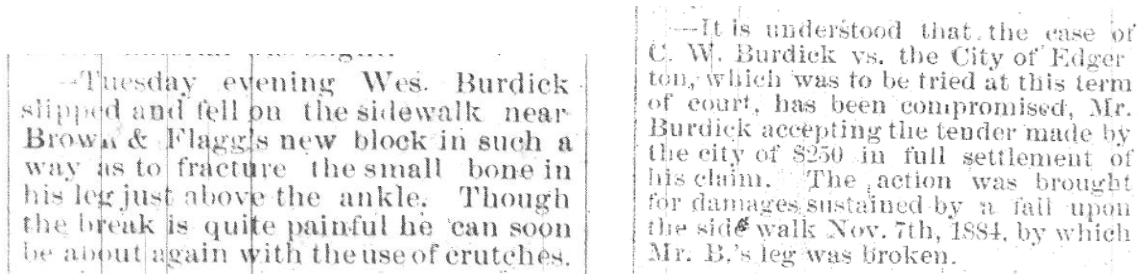 —Tuesday evening Wes. Burdick
slipped and fell on the sidewalk near
Brown & Flagg's new block in such a
way as to fracture the small bone in
his leg just above the ankle. Though
the break is quite painful he can soon
be about again with the use of crutches.
—It is understood that the case of
C. W. Burdick vs. the City of Edger
ton, which was to be tried at this term
of court, has been compromised, Mr.
Burdick accepting the tender made by
the city of $250 in full settlement of
his claim. The action was brought
for damages sustained by a fall upon
the side walk Nov. 7th, 1884, by which
Mr. B.'s leg was broken.